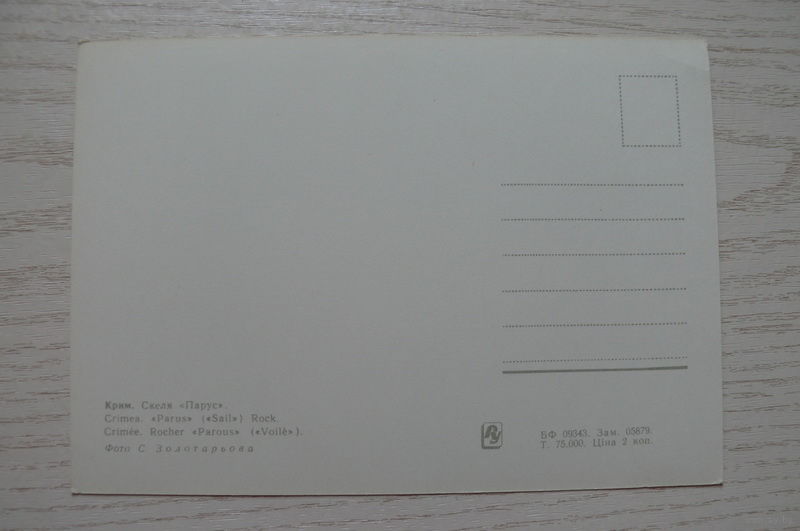 Крим. Скеля «Парус».
Crimea. «Parus» («Sail») Rock.
Crimée. Rocher «Parous» («Voilé»).
Фото С. Золотарьова
БФ 09343. Зам. 05879.
Т. 75.000. Ціна 2 коп.